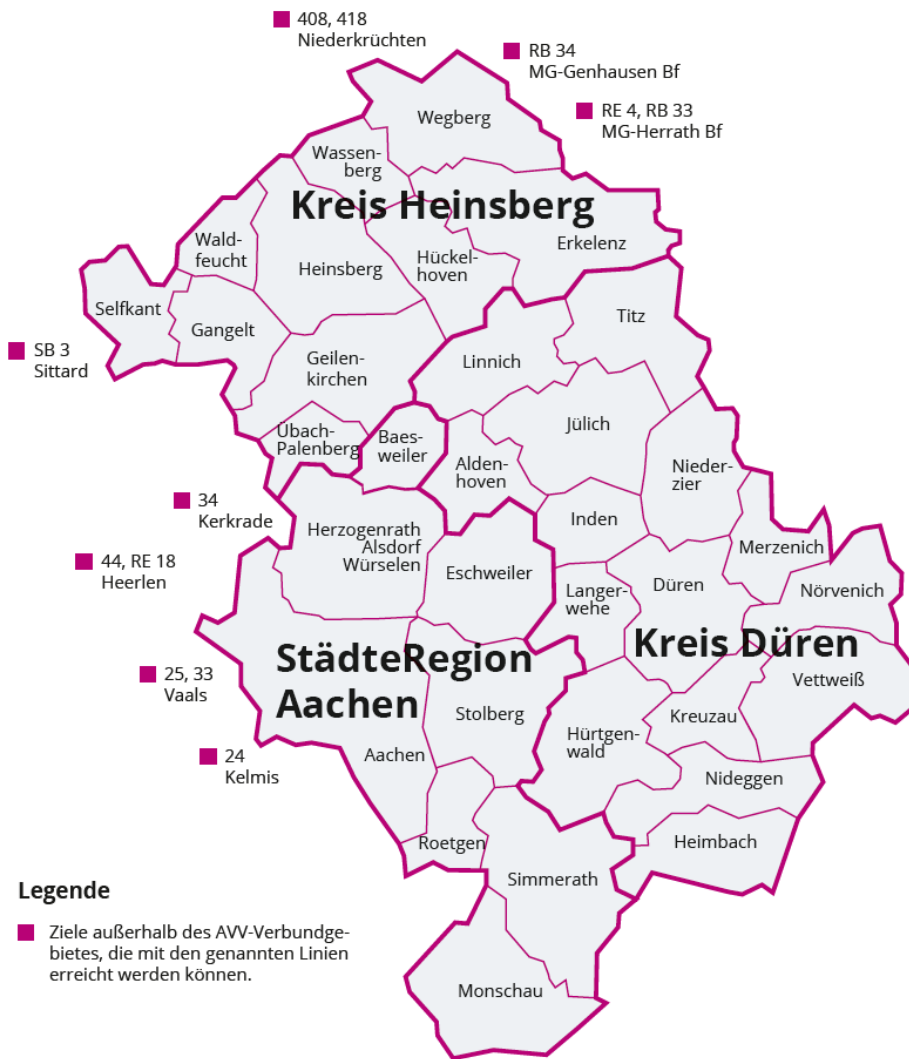 408, 418
Niederkrüchten
RB 34
MG-Genhausen Bf
RE 4, RB 33
MG-Herrath Bf
Wegberg
Wassen-
berg
Kreis Heinsberg
Wald-
feucht
Heinsberg
Hückel-
hoven
Erkelenz
Selfkant
Gangelt
Titz
SB 3
Sittard
Geilen-
kirchen
Linnich
Übach-
Palenberg
Baes-
weiler
Jülich
Alden-
hoven
Nieder-
zier
34
Kerkrade
Herzogenrath
Alsdorf
Würselen
Inden
Merzenich
44, RE 18
Heerlen
Eschweiler
Langer-
wehe
Düren
Nörvenich
StädteRegion
Aachen
Kreis Düren
25, 33
Vaals
Vettweiß
Stolberg
Kreuzau
Hürtgen-
wald
24
Kelmis
Aachen
Nideggen
Roetgen
Heimbach
Simmerath
Legende
Ziele außerhalb des AVV-Verbundge-
bietes, die mit den genannten Linien
erreicht werden können.
Monschau